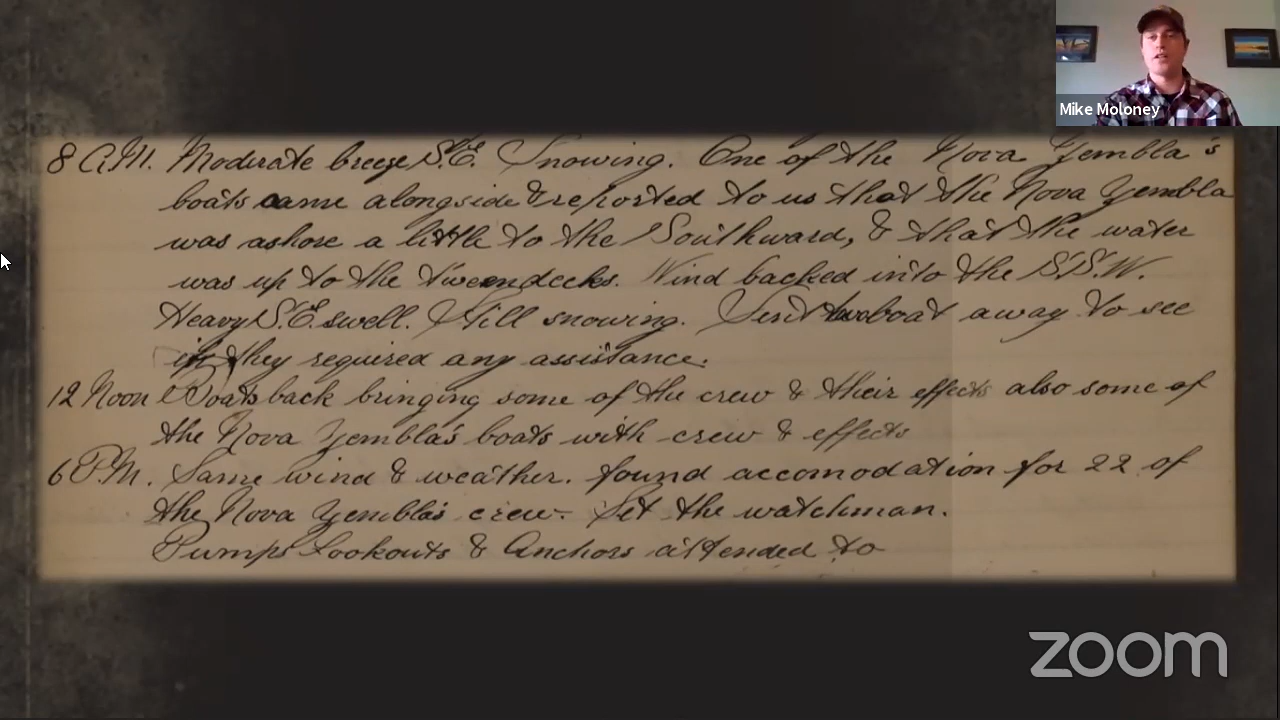 Mike Moloney
8 A.M. Moderate breeze S.E. Snowing. One of the Nova Zembla's
boats came alongside & reported to us that the Nova Zembla
was ashore a little to the Southward, & that the water
was up to the tweendecks. Wind backed into the S.S.W.
Heavy S.E. swell. Still snowing. Sent two boat away to see
if they required any assistance.
12 Noon Boats back bringing some of the crew & their effects also some of
the Nova Zembla's boats with crew & effects
6 P.M. Same wind & weather. found accomodation for 22 of
the Nova Zembla's crew. Set the watchman.
Pumps Lookouts & Anchors attended to
zoom